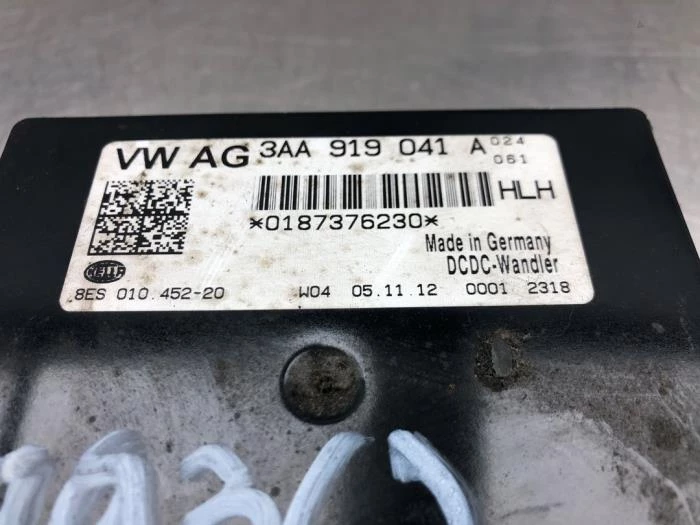 VW AG 3AA 919 041 A 024
061
HLH
*0187376230*
Made in Germany
DCDC-Wandler
HELLA
8ES 010.452-20 W04 05.11.12 0001 2318